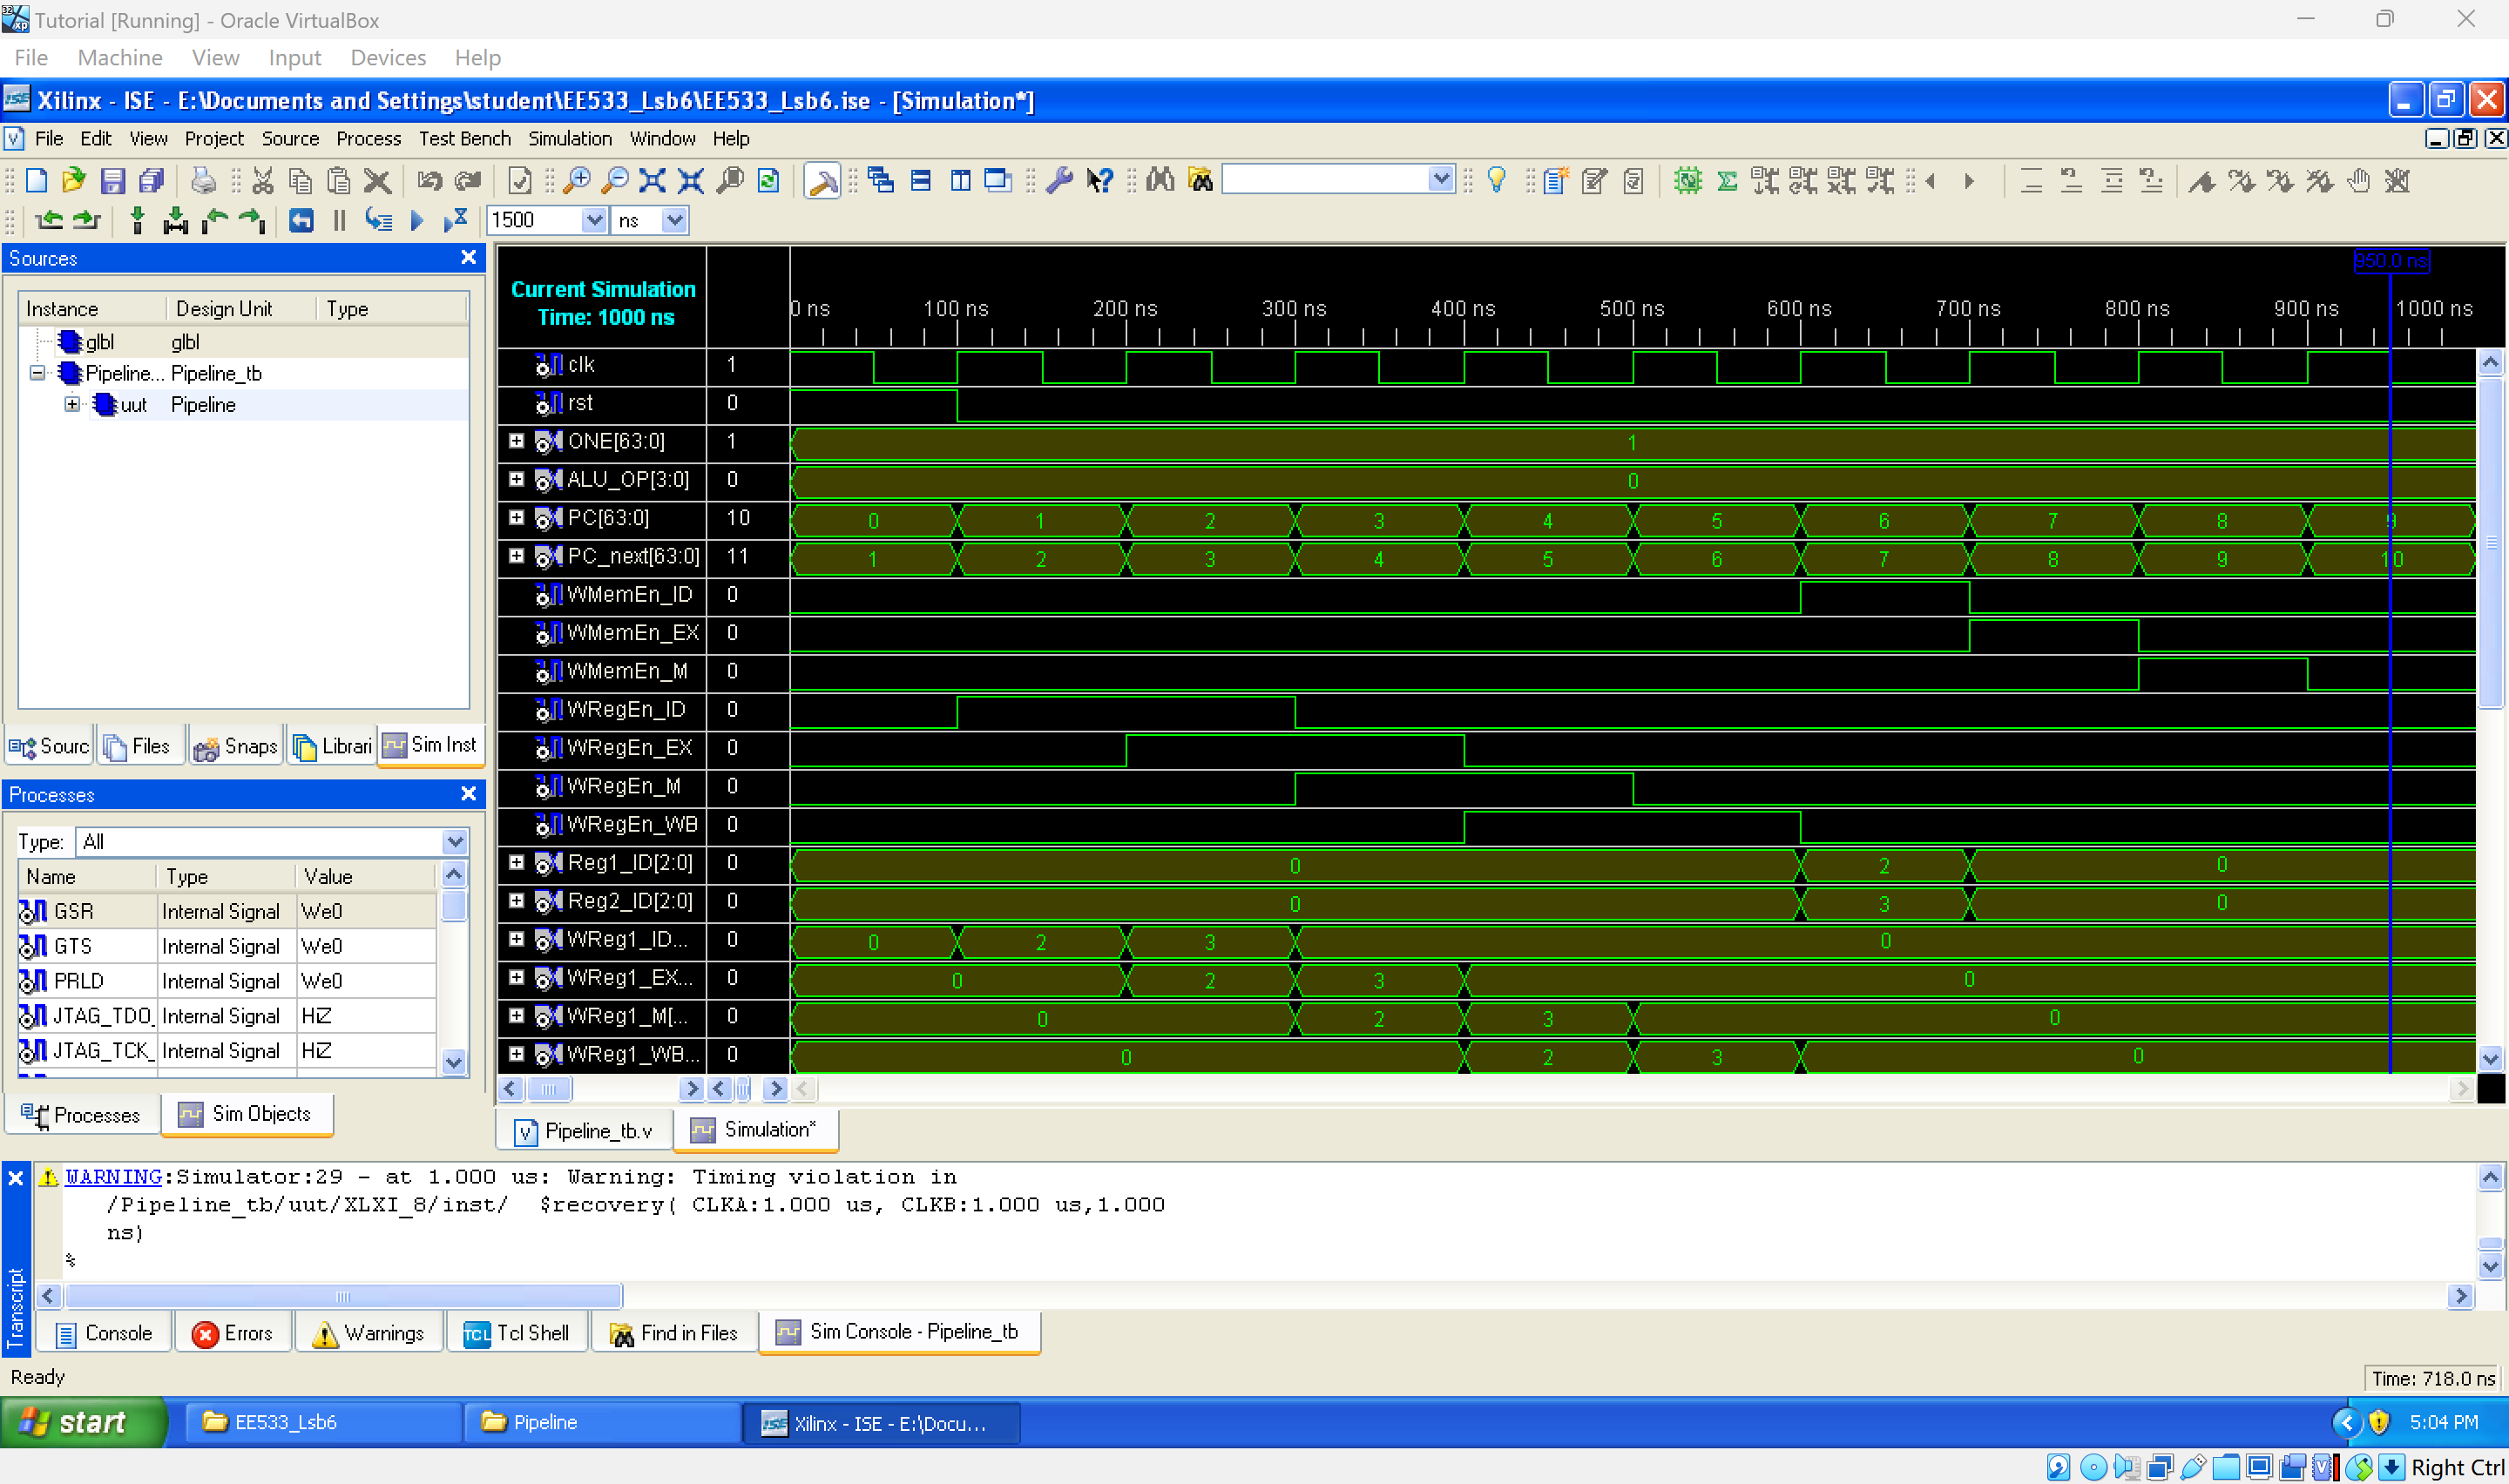 Tutorial [Running] - Oracle VirtualBox
File Machine View Input Devices Help
Xilinx - ISE - E:\Documents and Settings\student\EE533_Lsb6\EE533_Lsb6.ise - [Simulation*]
File Edit View Project Source Process Test Bench Simulation Window Help
1500 ns
Sources
Instance Design Unit Type
glbl glbl
Pipeline... Pipeline_tb
uut Pipeline
Sourc Files Snaps Librari Sim Inst
Processes
Type: All
Name Type Value
GSR Internal Signal We0
GTS Internal Signal We0
PRLD Internal Signal We0
JTAG_TDO_ Internal Signal HiZ
JTAG_TCK_ Internal Signal HiZ
Processes Sim Objects
950.0 ns
Current Simulation
Time: 1000 ns
0 ns 100 ns 200 ns 300 ns 400 ns 500 ns 600 ns 700 ns 800 ns 900 ns 1000 ns
clk 1
rst 0
ONE[63:0] 1 1
ALU_OP[3:0] 0 0
PC[63:0] 10 0 1 2 3 4 5 6 7 8 9
PC_next[63:0] 11 1 2 3 4 5 6 7 8 9 10
WMemEn_ID 0
WMemEn_EX 0
WMemEn_M 0
WRegEn_ID 0
WRegEn_EX 0
WRegEn_M 0
WRegEn_WB 0
Reg1_ID[2:0] 0 0 2 0
Reg2_ID[2:0] 0 0 3 0
WReg1_ID... 0 0 2 3 0
WReg1_EX... 0 0 2 3 0
WReg1_M[... 0 0 2 3 0
WReg1_WB... 0 0 2 3 0
Pipeline_tb.v Simulation*
Transcript
WARNING:Simulator:29 - at 1.000 us: Warning: Timing violation in
/Pipeline_tb/uut/XLXI_8/inst/ $recovery( CLKA:1.000 us, CLKB:1.000 us,1.000
ns)
%
Console Errors Warnings Tcl Shell Find in Files Sim Console - Pipeline_tb
Ready Time: 718.0 ns
start EE533_Lsb6 Pipeline Xilinx - ISE - E:\Docu... 5:04 PM
Right Ctrl